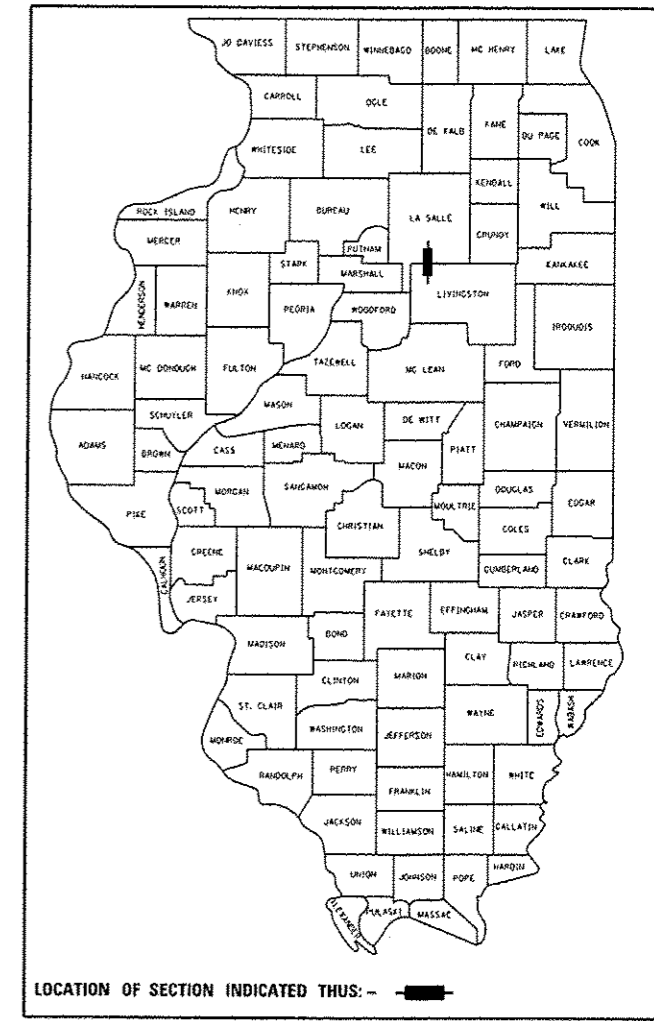 JO DAVIESS STEPHENSON WINNEBAGO BOONE MC HENRY LAKE
CARROLL OGLE DE KALB KANE DU PAGE COOK
WHITESIDE LEE KENDALL WILL
ROCK ISLAND HENRY BUREAU LA SALLE GRUNDY
MERCER STARK PUTNAM MARSHALL KANKAKEE
HENDERSON WARREN KNOX PEORIA WOODFORD LIVINGSTON IROQUOIS
HANCOCK MC DONOUGH FULTON TAZEWELL MC LEAN FORD
SCHUYLER MASON LOGAN DE WITT CHAMPAIGN VERMILION
ADAMS BROWN CASS MENARD MACON PIATT
PIKE SCOTT MORGAN SANGAMON CHRISTIAN MOULTRIE DOUGLAS EDGAR
COLES
CALHOUN GREENE MACOUPIN MONTGOMERY SHELBY CUMBERLAND CLARK
JERSEY FAYETTE EFFINGHAM JASPER CRAWFORD
MADISON BOND
CLINTON MARION CLAY RICHLAND LAWRENCE
ST. CLAIR WASHINGTON WAYNE EDWARDS WABASH
MONROE JEFFERSON
RANDOLPH PERRY HAMILTON WHITE
FRANKLIN
JACKSON WILLIAMSON SALINE GALLATIN
UNION JOHNSON POPE HARDIN
ALEXANDER PULASKI MASSAC
LOCATION OF SECTION INDICATED THUS: -